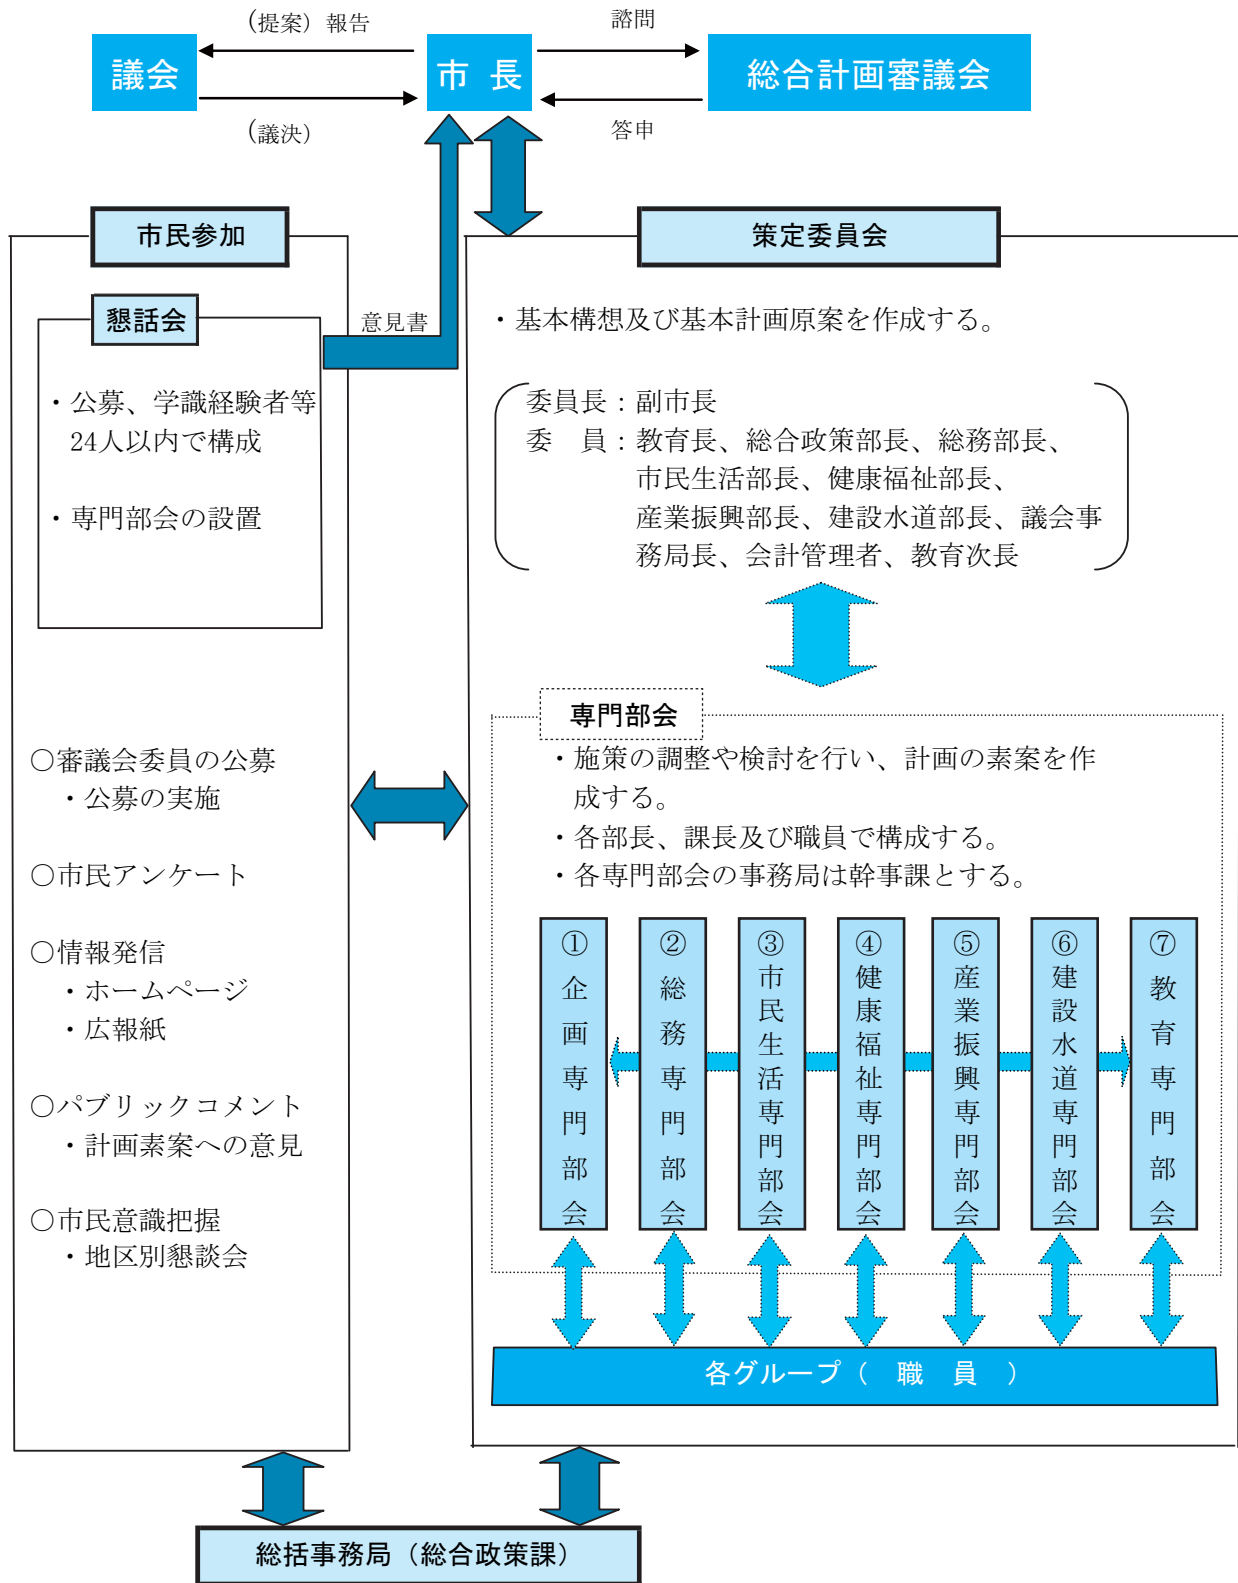 (提案) 報告
諮問
議会
市 長
総合計画審議会
(議決)
答申
市民参加
策定委員会
懇話会
意見書
・公募、学識経験者等
24人以内で構成
・専門部会の設置
・基本構想及び基本計画原案を作成する。
委員長：副市長
委　員：教育長、総合政策部長、総務部長、
市民生活部長、健康福祉部長、
産業振興部長、建設水道部長、議会事
務局長、会計管理者、教育次長
○審議会委員の公募
・公募の実施
○市民アンケート
○情報発信
・ホームページ
・広報紙
○パブリックコメント
・計画素案への意見
○市民意識把握
・地区別懇談会
専門部会
・施策の調整や検討を行い、計画の素案を作
成する。
・各部長、課長及び職員で構成する。
・各専門部会の事務局は幹事課とする。
①企画専門部会
②総務専門部会
③市民生活専門部会
④健康福祉専門部会
⑤産業振興専門部会
⑥建設水道専門部会
⑦教育専門部会
各グループ（　職　員　）
総括事務局（総合政策課）